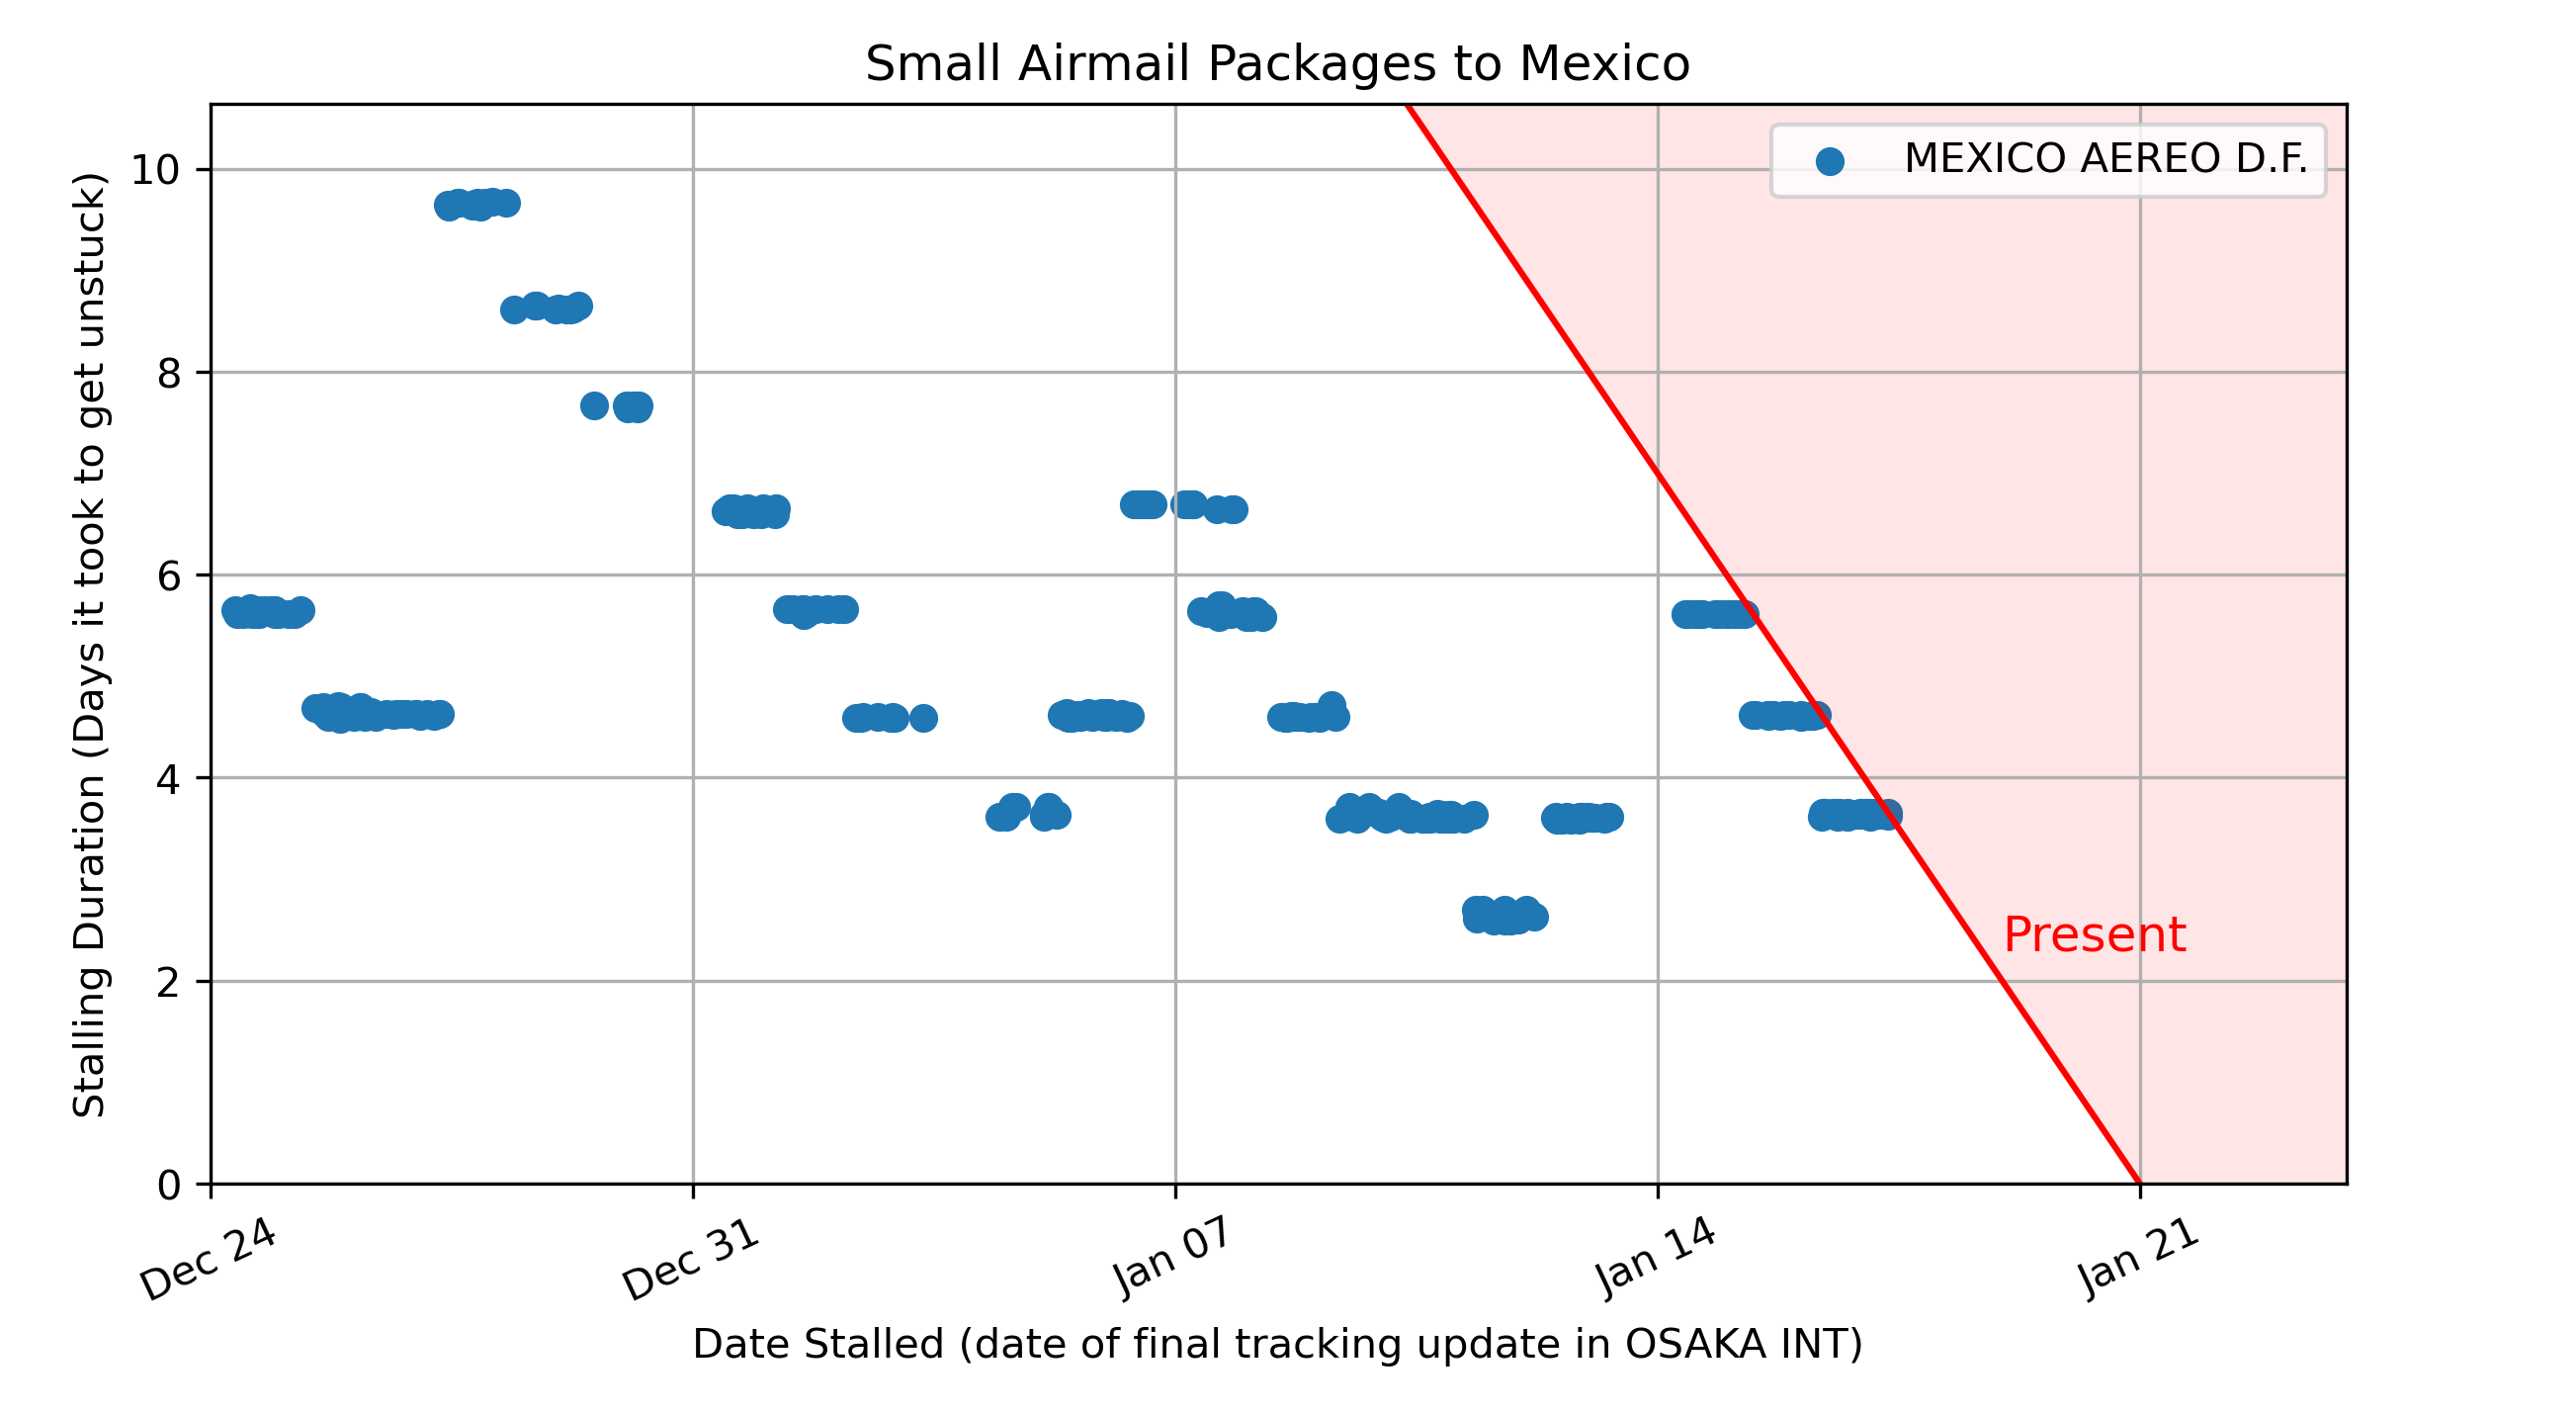 Small Airmail Packages to Mexico
MEXICO AEREO D.F.
Stalling Duration (Days it took to get unstuck)
10
8
6
4
2
0
Present
Dec 24
Dec 31
Jan 07
Jan 14
Jan 21
Date Stalled (date of final tracking update in OSAKA INT)